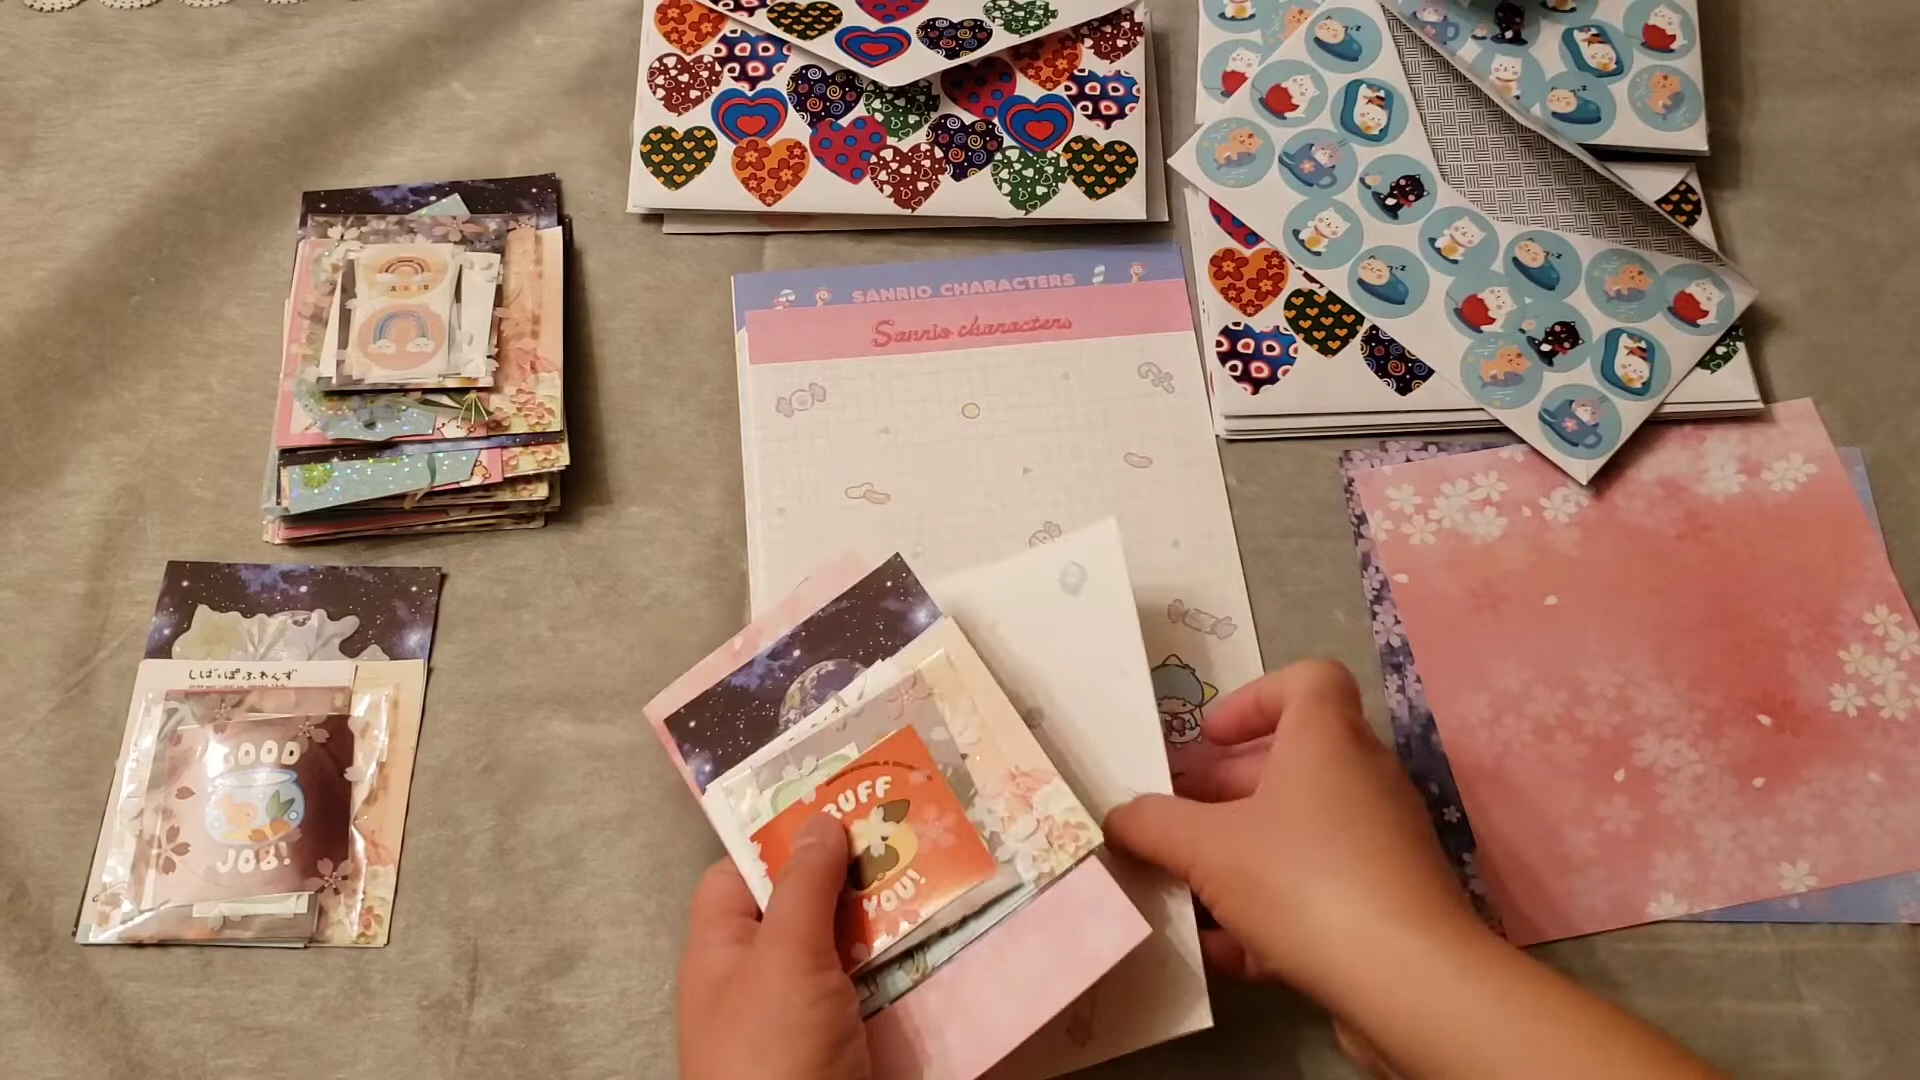 SANRIO CHARACTERS
Sanrio characters
しばっぽふれんず
GOOD
JOB!
RUFF
YOU!